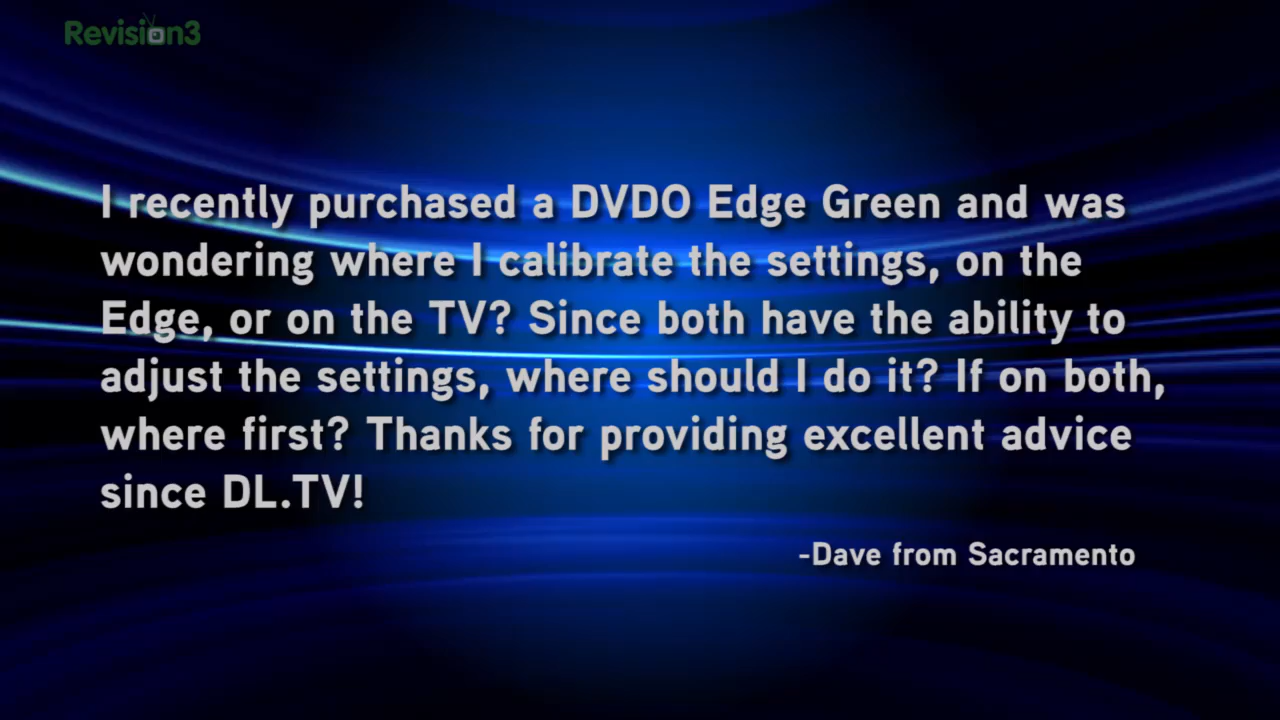 Revision3
I recently purchased a DVDO Edge Green and was
wondering where I calibrate the settings, on the
Edge, or on the TV? Since both have the ability to
adjust the settings, where should I do it? If on both,
where first? Thanks for providing excellent advice
since DL.TV!
-Dave from Sacramento